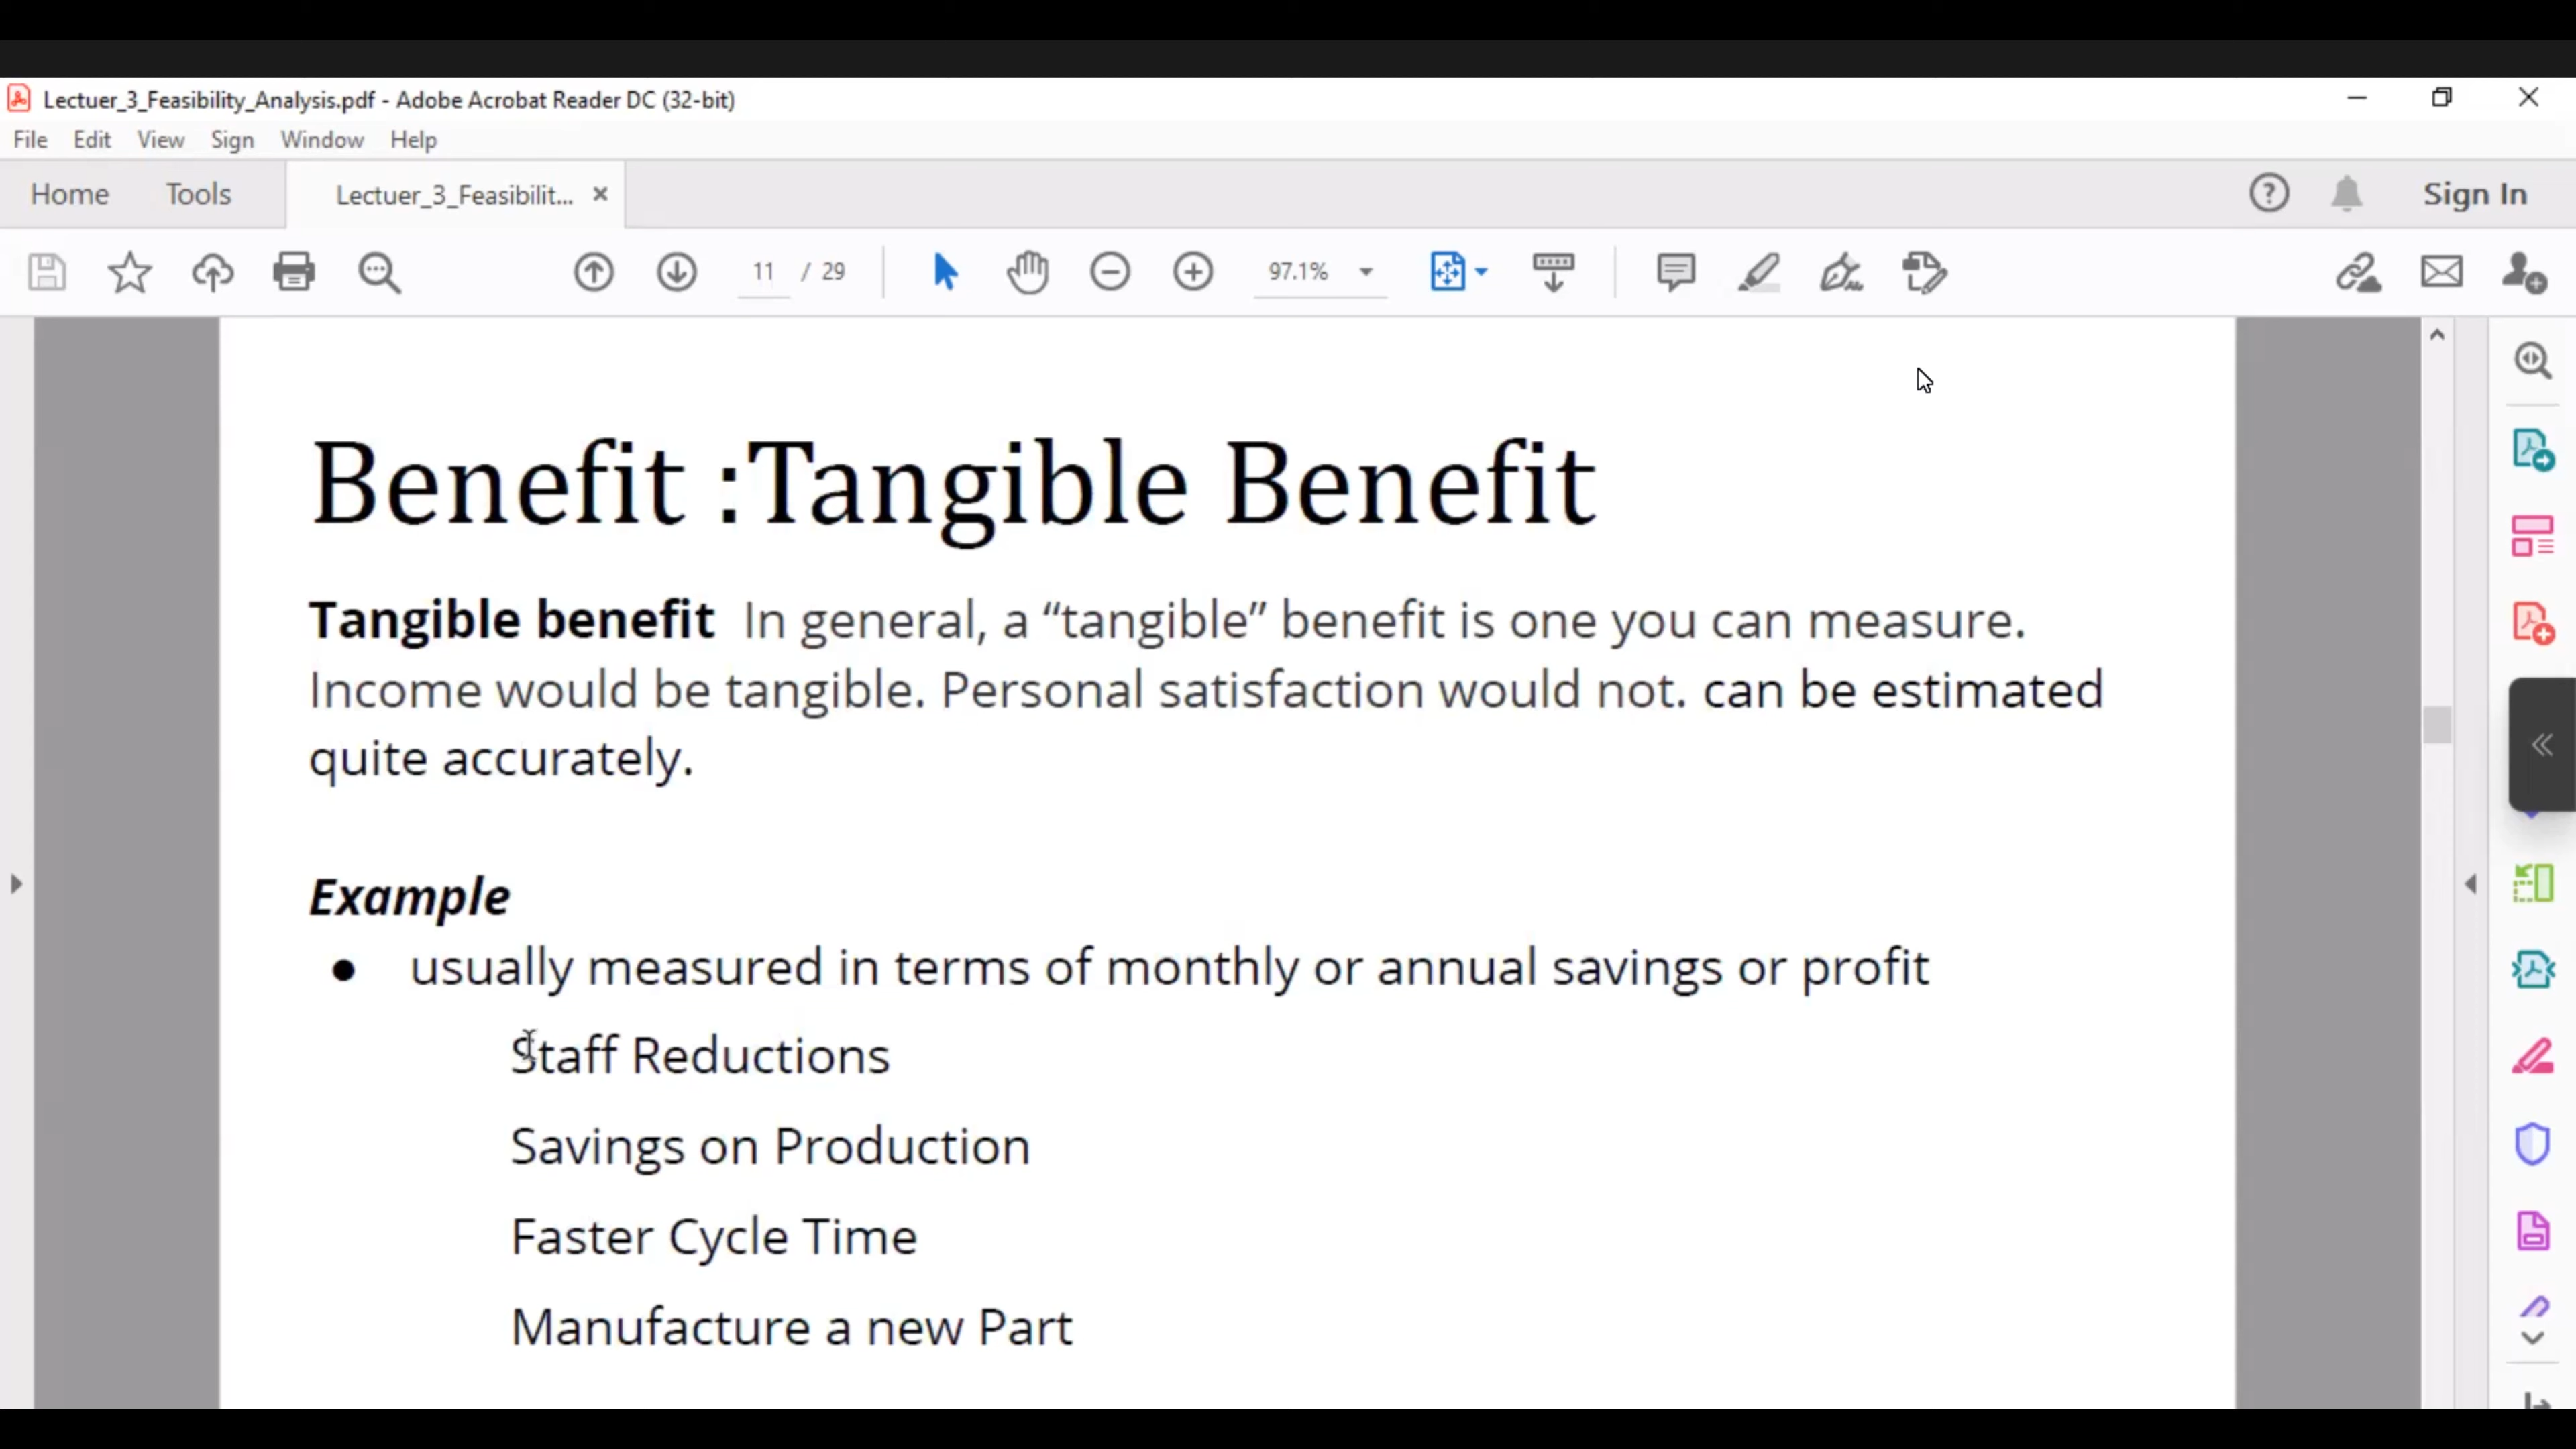 Lectuer_3_Feasibility_Analysis.pdf - Adobe Acrobat Reader DC (32-bit)
File Edit View Sign Window Help
Home Tools Lectuer_3_Feasibilit... Sign In
11 / 29 97.1%
Benefit :Tangible Benefit
Tangible benefit In general, a “tangible” benefit is one you can measure.
Income would be tangible. Personal satisfaction would not. can be estimated
quite accurately.
Example
● usually measured in terms of monthly or annual savings or profit
Staff Reductions
Savings on Production
Faster Cycle Time
Manufacture a new Part